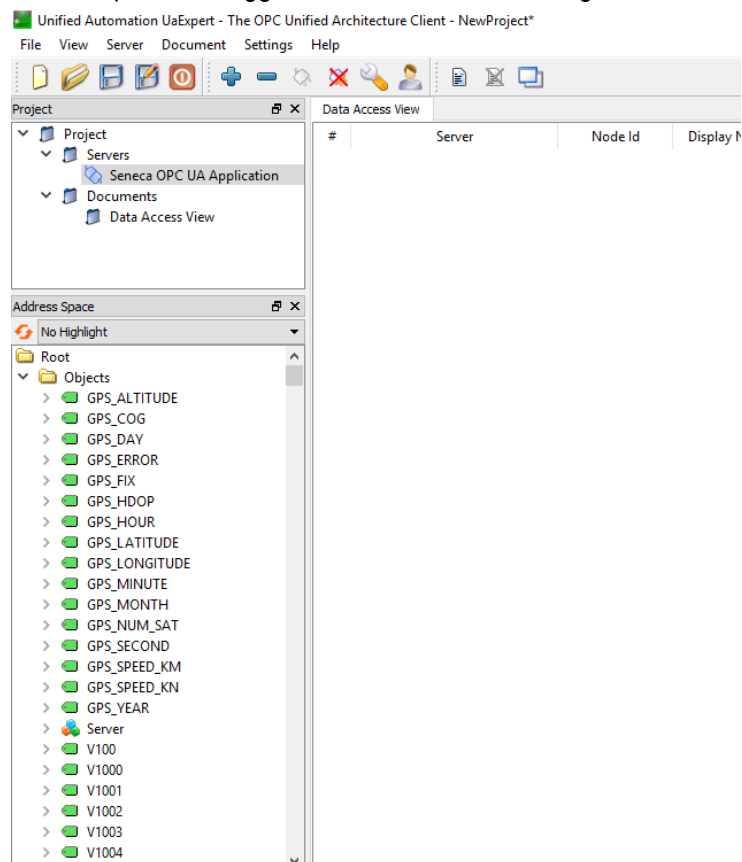 Unified Automation UaExpert - The OPC Unified Architecture Client - NewProject*
File View Server Document Settings Help
Project
Project
Servers
Seneca OPC UA Application
Documents
Data Access View
Address Space
No Highlight
Root
Objects
GPS_ALTITUDE
GPS_COG
GPS_DAY
GPS_ERROR
GPS_FIX
GPS_HDOP
GPS_HOUR
GPS_LATITUDE
GPS_LONGITUDE
GPS_MINUTE
GPS_MONTH
GPS_NUM_SAT
GPS_SECOND
GPS_SPEED_KM
GPS_SPEED_KN
GPS_YEAR
Server
V100
V1000
V1001
V1002
V1003
V1004
Data Access View
# Server Node Id Display